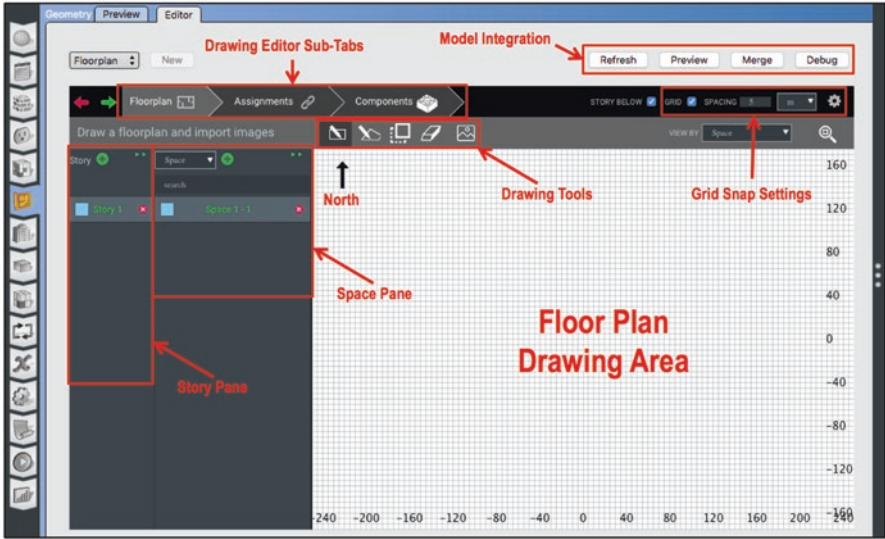 Geometry Preview Editor
Drawing Editor Sub-Tabs
Model Integration
Floorplan New
Refresh Preview Merge Debug
Floorplan Assignments Components
STORY BELOW GRID SPACING 5 m
Draw a floorplan and import images
VIEW BY Space
Story Space
search
North
Drawing Tools
Grid Snap Settings
Story 1 Space 1 - 1
Space Pane
Floor Plan
Drawing Area
Story Pane
160
120
80
40
0
-40
-80
-120
-160
-240 -200 -160 -120 -80 -40 0 40 80 120 160 200 240